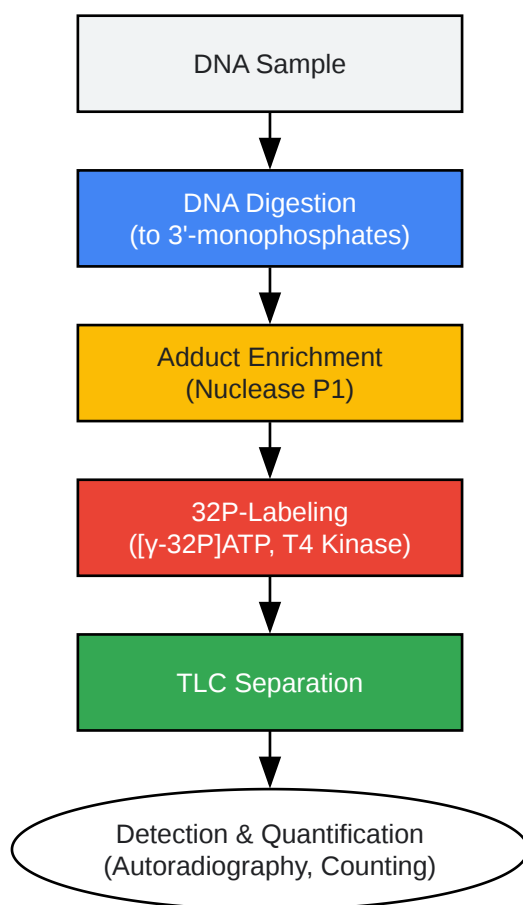 DNA Sample
DNA Digestion
(to 3'-monophosphates)
Adduct Enrichment
(Nuclease P1)
32P-Labeling
([γ-32P]ATP, T4 Kinase)
TLC Separation
Detection & Quantification
(Autoradiography, Counting)